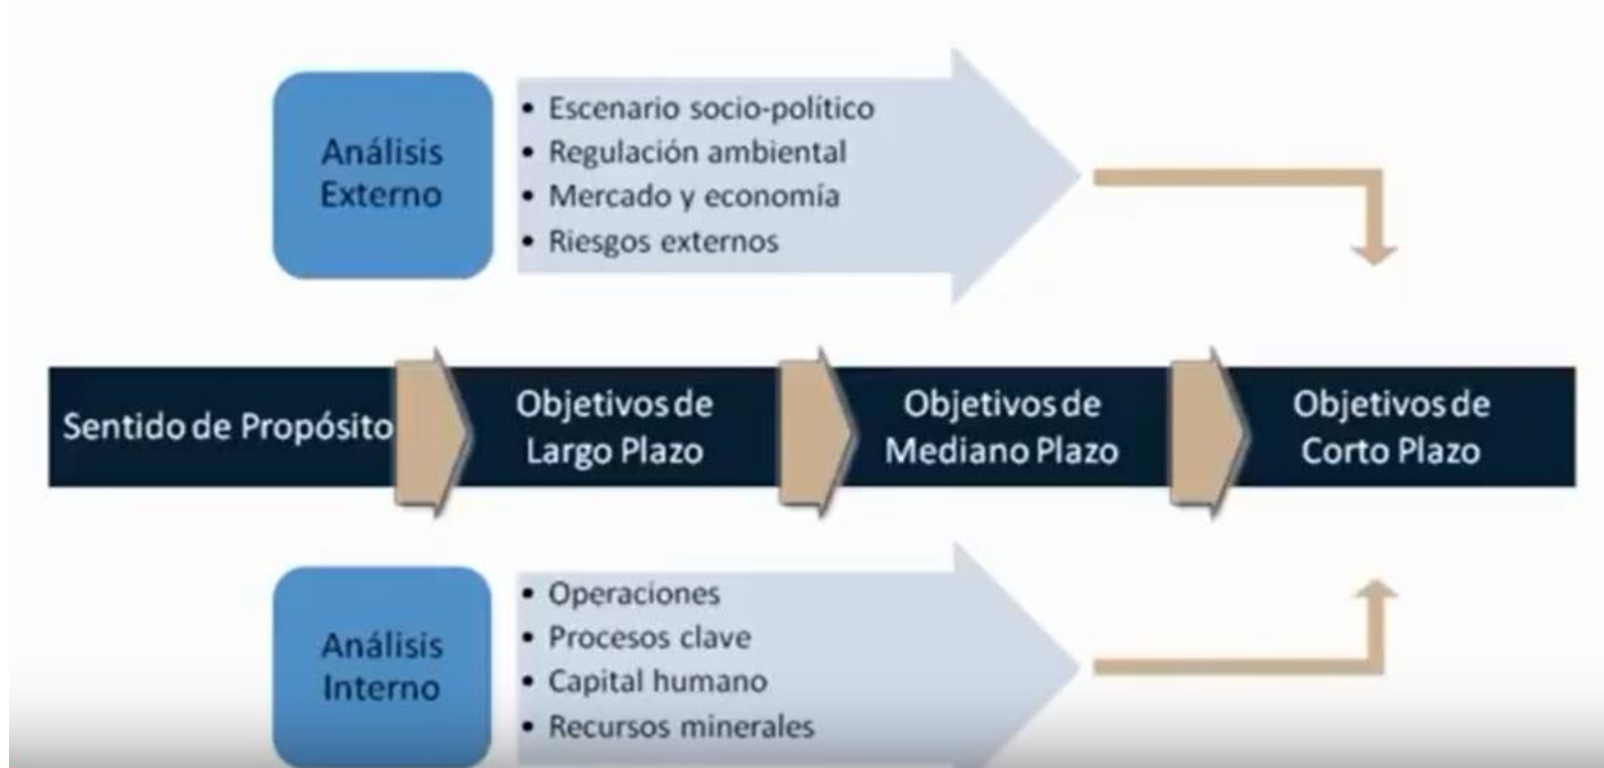 Análisis
Externo
• Escenario socio-político
• Regulación ambiental
• Mercado y economía
• Riesgos externos
Sentido de Propósito
Objetivos de
Largo Plazo
Objetivos de
Mediano Plazo
Objetivos de
Corto Plazo
Análisis
Interno
• Operaciones
• Procesos clave
• Capital humano
• Recursos minerales